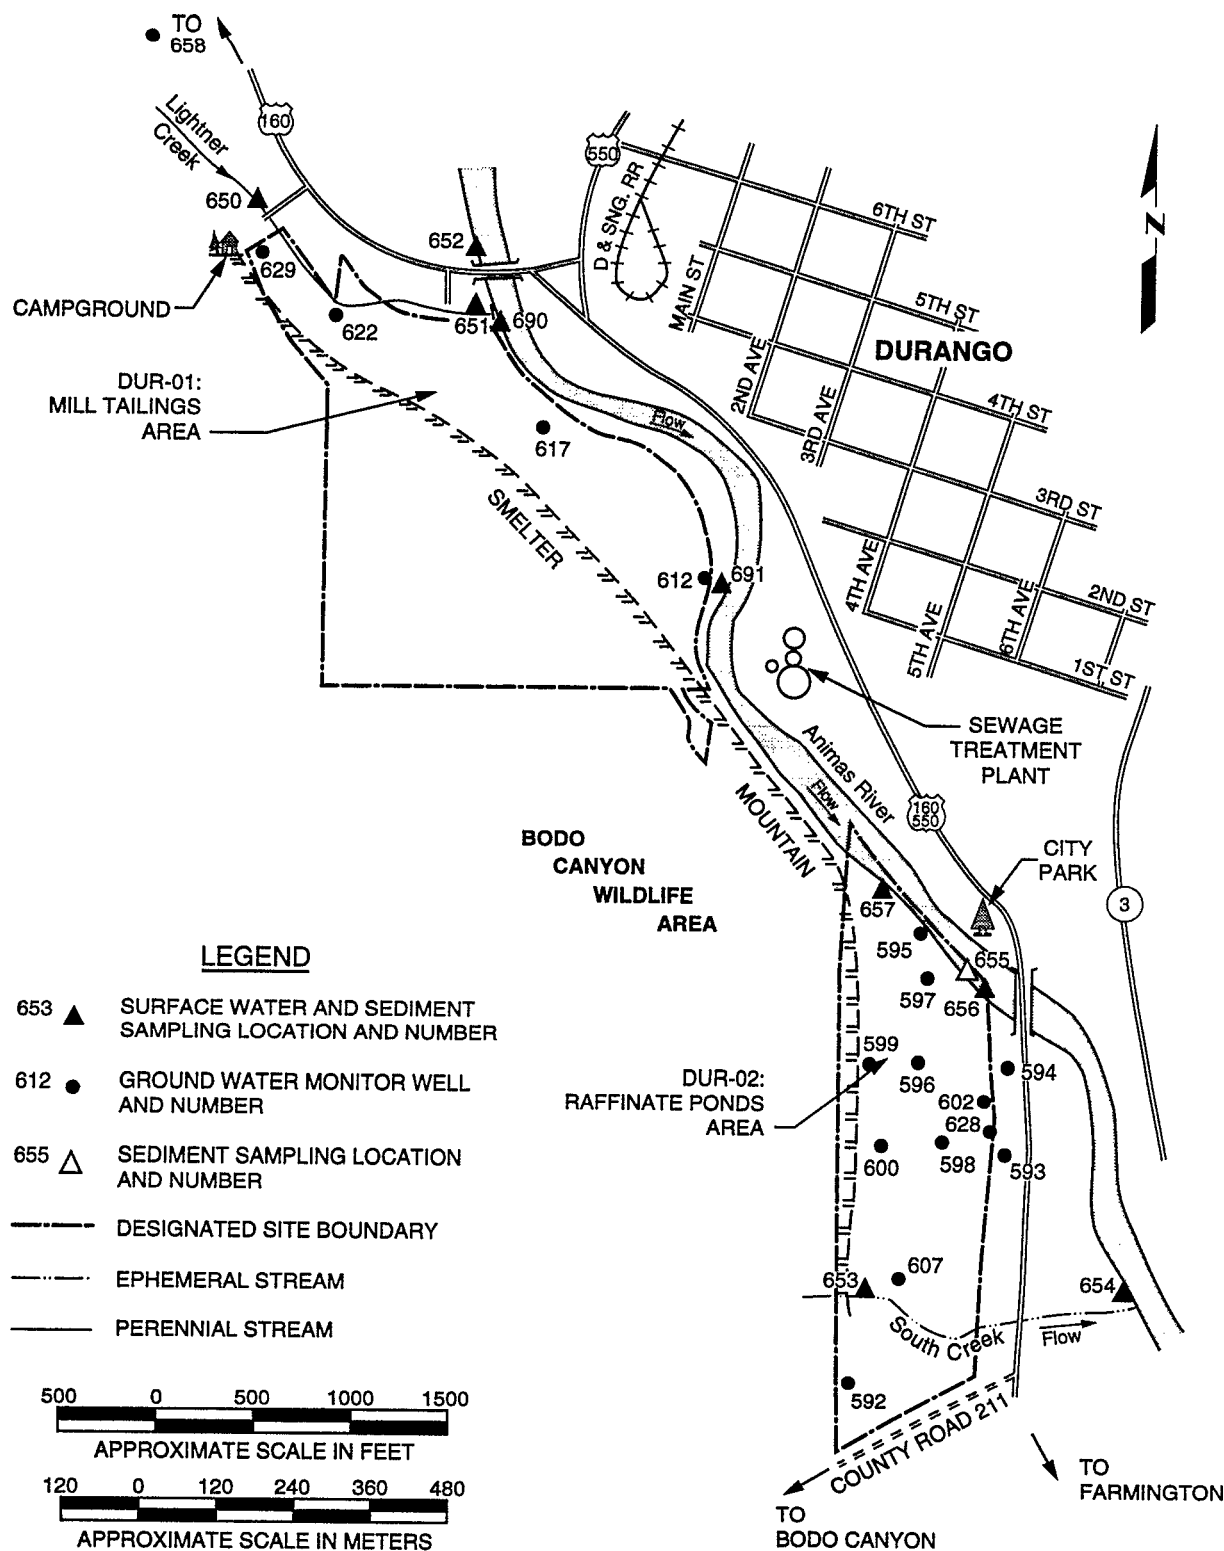 TO
658
160
Lightner
Creek
650
629
CAMPGROUND
622
652
651
690
550
D & SNG. RR
6TH ST
5TH ST
MAIN ST
2ND AVE
3RD AVE
DURANGO
4TH ST
3RD ST
2ND ST
1ST ST
4TH AVE
5TH AVE
6TH AVE
N
DUR-01:
MILL TAILINGS
AREA
617
Flow
SMELTER
612
691
SEWAGE
TREATMENT
PLANT
Animas River
Flow
MOUNTAIN
160
550
BODO
CANYON
WILDLIFE
AREA
CITY
PARK
3
657
595
655
597
656
599
596
594
DUR-02:
RAFFINATE PONDS
AREA
602
628
600
598
593
653
607
654
South Creek
Flow
592
COUNTY ROAD 211
TO
BODO CANYON
TO
FARMINGTON
LEGEND
653 SURFACE WATER AND SEDIMENT
SAMPLING LOCATION AND NUMBER
612 GROUND WATER MONITOR WELL
AND NUMBER
655 SEDIMENT SAMPLING LOCATION
AND NUMBER
DESIGNATED SITE BOUNDARY
EPHEMERAL STREAM
PERENNIAL STREAM
500 0 500 1000 1500
APPROXIMATE SCALE IN FEET
120 0 120 240 360 480
APPROXIMATE SCALE IN METERS